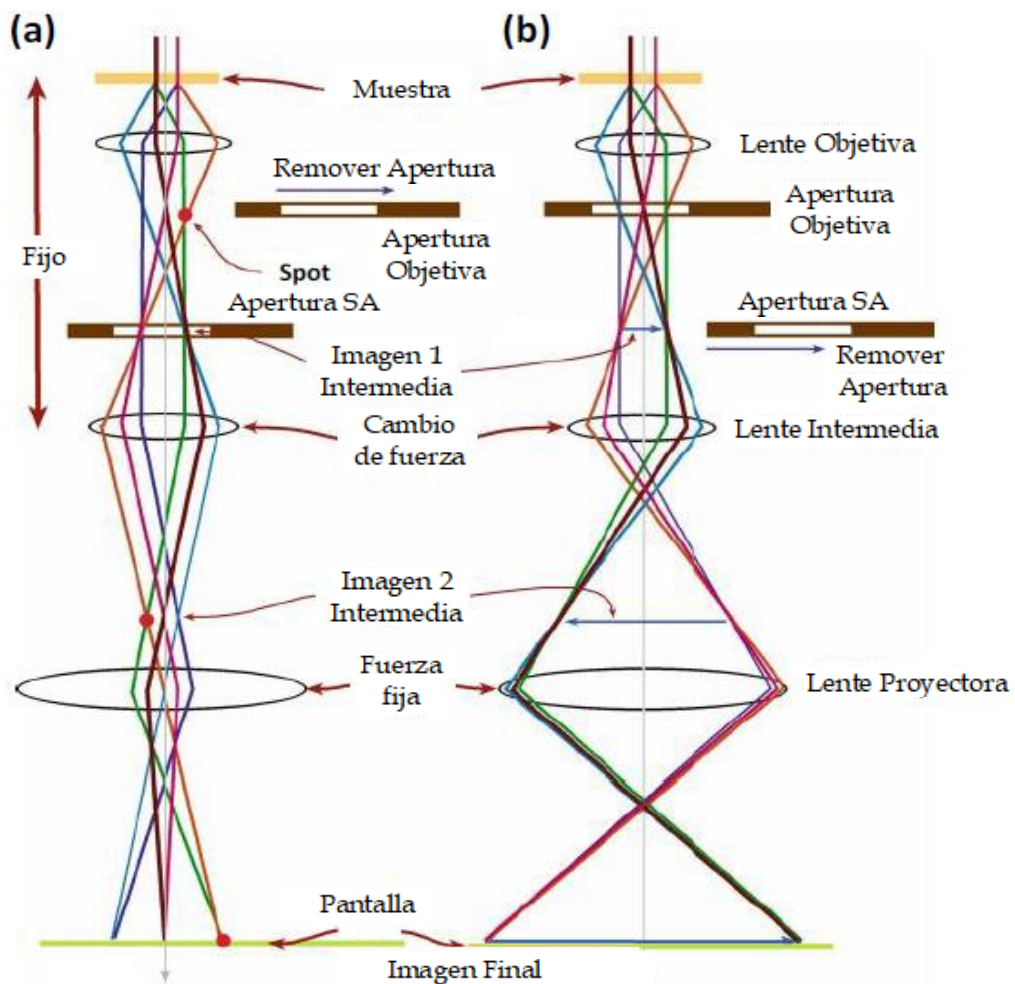 (a)
(b)
Muestra
Lente Objetiva
Remover Apertura
Apertura
Objetiva
Apertura
Objetiva
Fijo
Spot
Apertura SA
Apertura SA
Imagen 1
Intermedia
Remover
Apertura
Cambio
de fuerza
Lente Intermedia
Imagen 2
Intermedia
Fuerza
fija
Lente Proyectora
Pantalla
Imagen Final